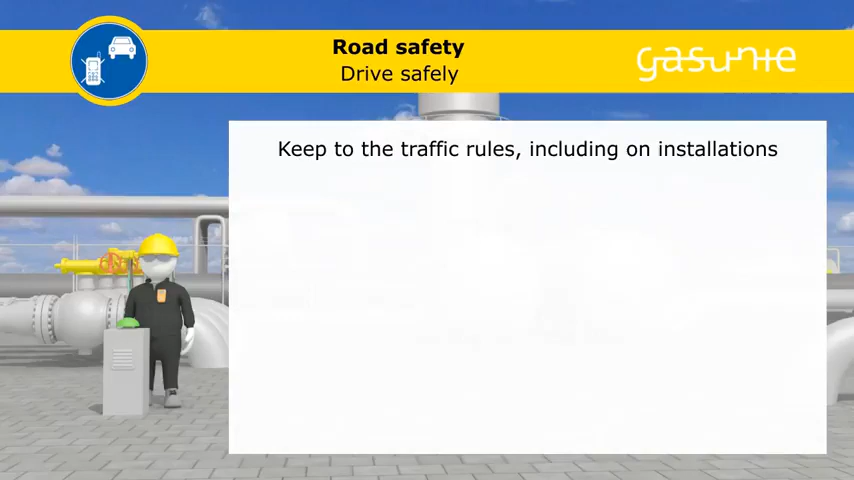 Road safety
Drive safely
gasunie
Keep to the traffic rules, including on installations